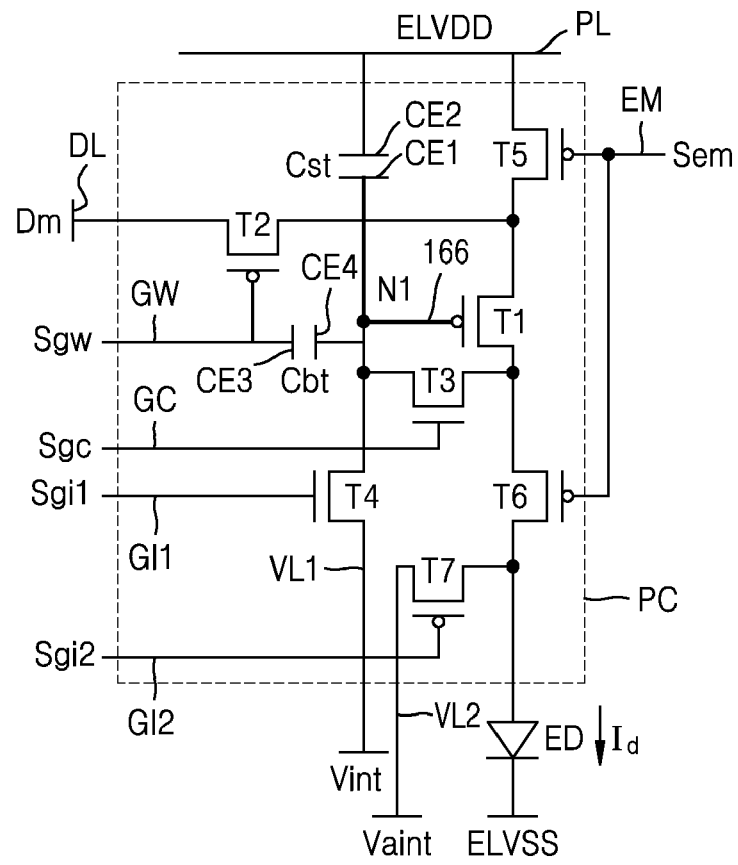 ELVDD
PL
CE2
EM
DL
Cst
CE1
T5
Sem
Dm
T2
166
CE4
GW
N1
T1
Sgw
CE3
Cbt
T3
GC
Sgc
Sgi1
T4
T6
GI1
VL1
T7
PC
Sgi2
GI2
VL2
ED
Id
Vint
Vaint
ELVSS